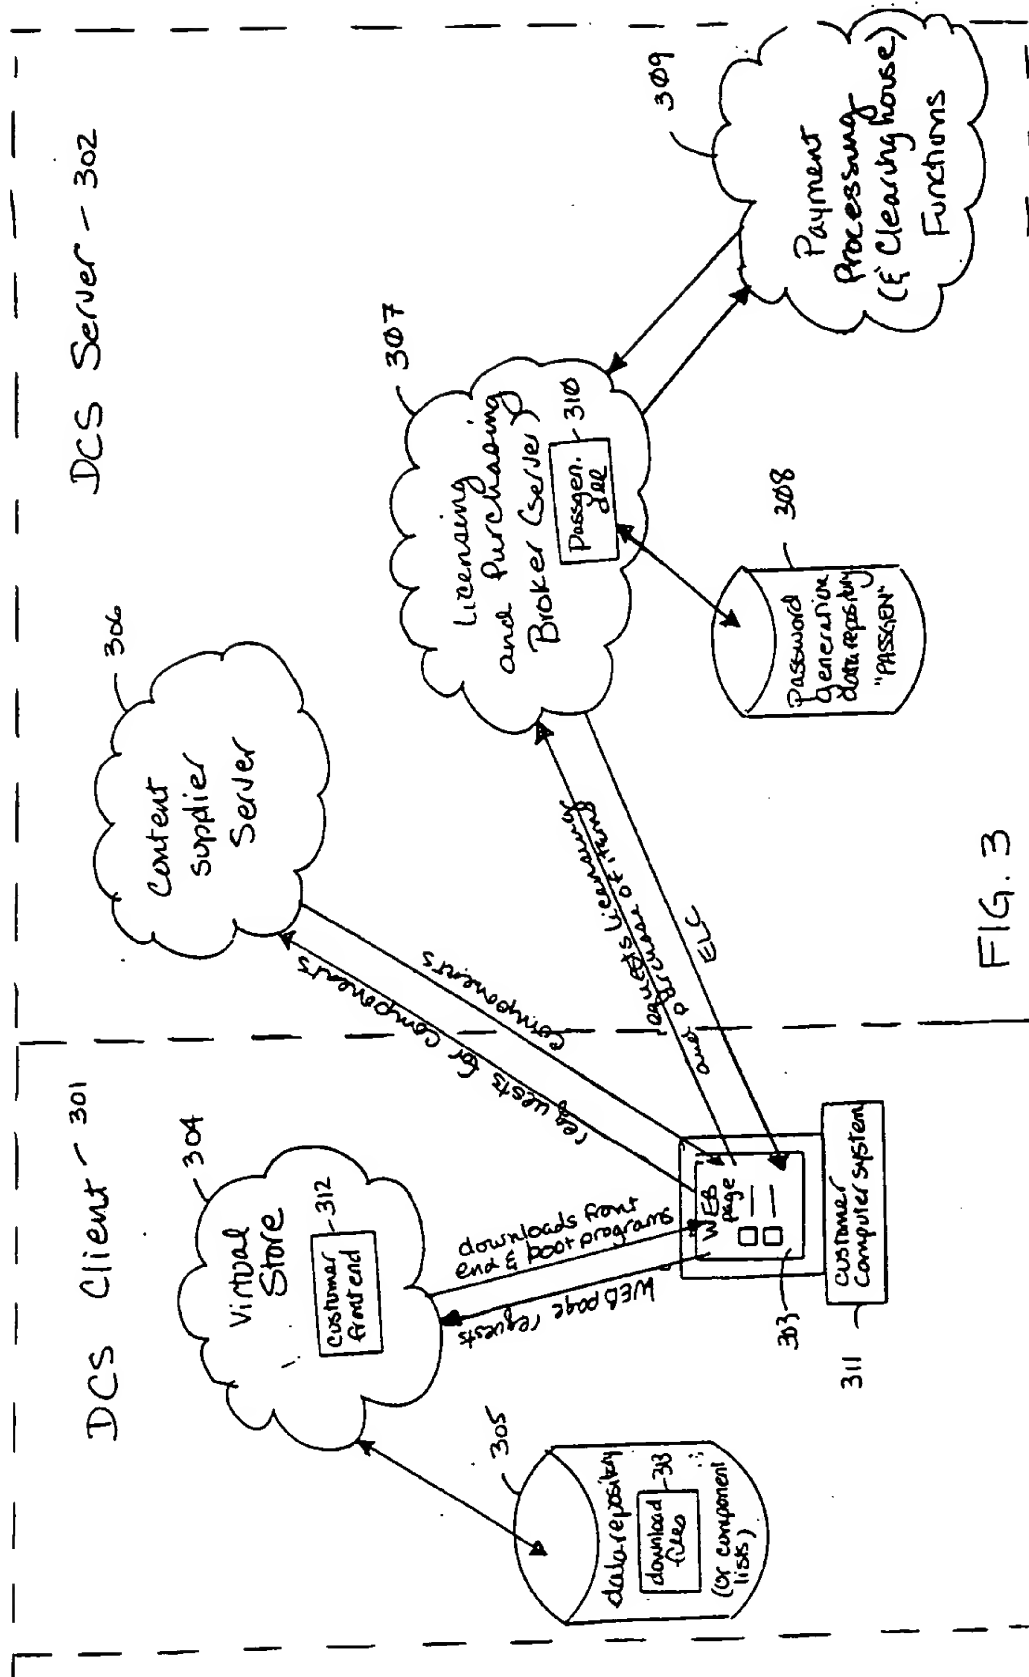 DCS Client - 301
DCS Server - 302
304
Virtual
Store
312
customer
front end
305
data repository
313
download
files
(or component
lists)
downloads front
end & boot programs
WEB page requests
WEB
page
303
customer
computer system
311
requests for components
components
306
Content
supplier
Server
requests licensing
and purchase of items
ELC
307
Licensing
and Purchasing
Broker (server)
Passgen.
dll
310
308
Password
generation
data repository
"PASSGEN"
309
Payment
Processing
(& Clearinghouse)
Functions
FIG. 3